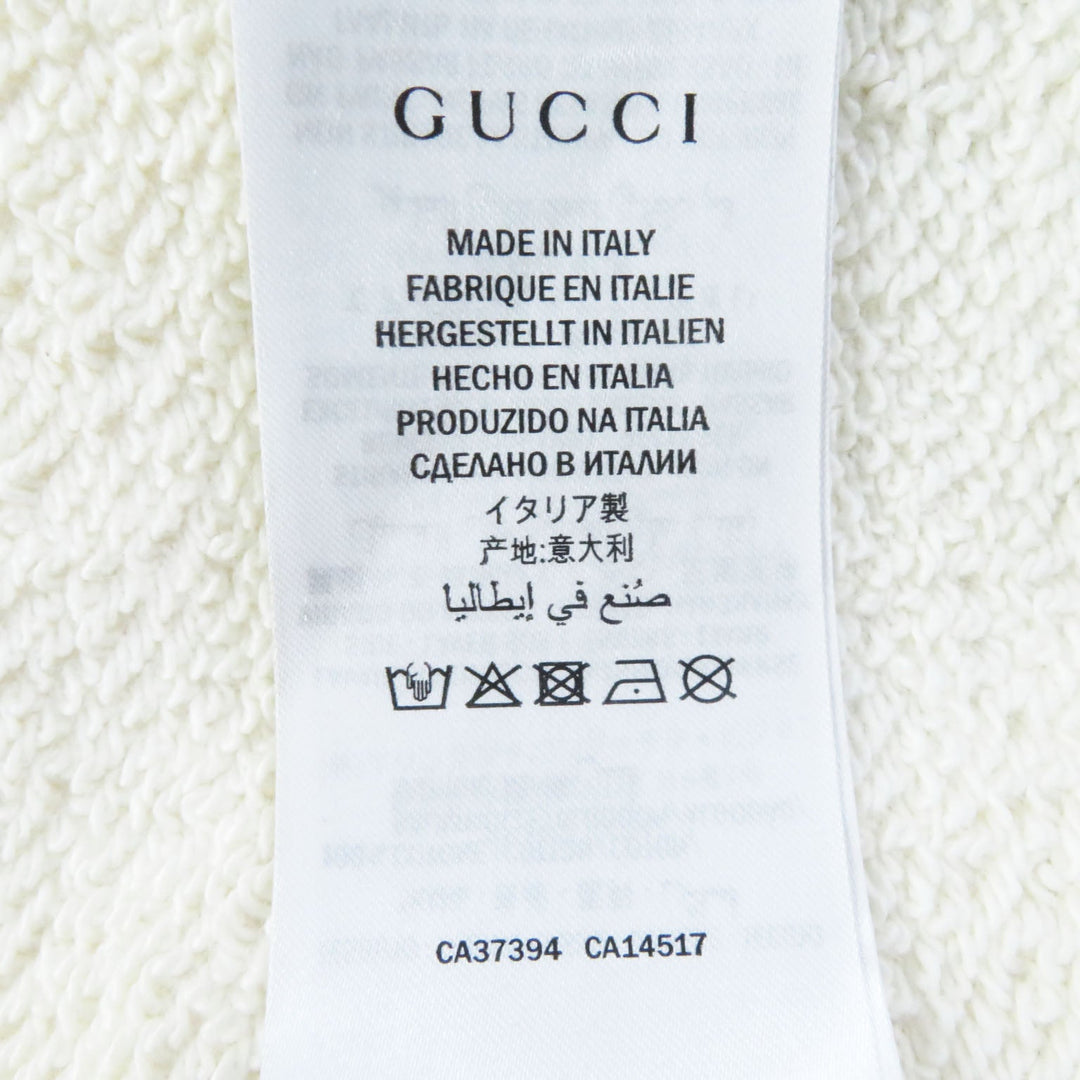 GUCCI
MADE IN ITALY
FABRIQUE EN ITALIE
HERGESTELLT IN ITALIEN
HECHO EN ITALIA
PRODUZIDO NA ITALIA
СДЕЛАНО В ИТАЛИИ
イタリア製
产地:意大利
صُنع في إيطاليا
CA37394 CA14517